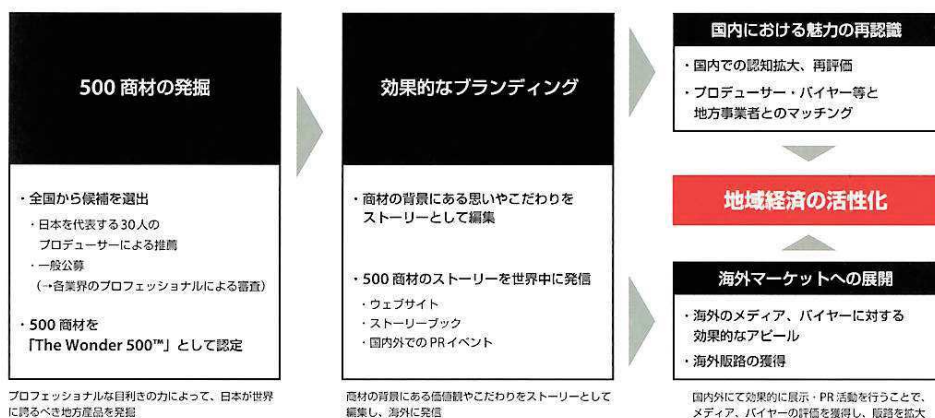 500 商材の発掘
・全国から候補を選出
・日本を代表する30人の
プロデューサーによる推薦
・一般公募
（→各業界のプロフェッショナルによる審査）
・500 商材を
「The Wonder 500™」として認定
プロフェッショナルな目利きの力によって、日本が世界
に誇るべき地方産品を発掘
効果的なブランディング
・商材の背景にある思いやこだわりを
ストーリーとして編集
・500 商材のストーリーを世界中に発信
・ウェブサイト
・ストーリーブック
・国内外での PR イベント
商材の背景にある価値観やこだわりをストーリーとして
編集し、海外に発信
国内における魅力の再認識
・国内での認知拡大、再評価
・プロデューサー・バイヤー等と
地方事業者とのマッチング
地域経済の活性化
海外マーケットへの展開
・海外のメディア、バイヤーに対する
効果的なアピール
・海外販路の獲得
国内外にて効果的に展示・PR 活動を行うことで、
メディア、バイヤーの評価を獲得し、販路を拡大